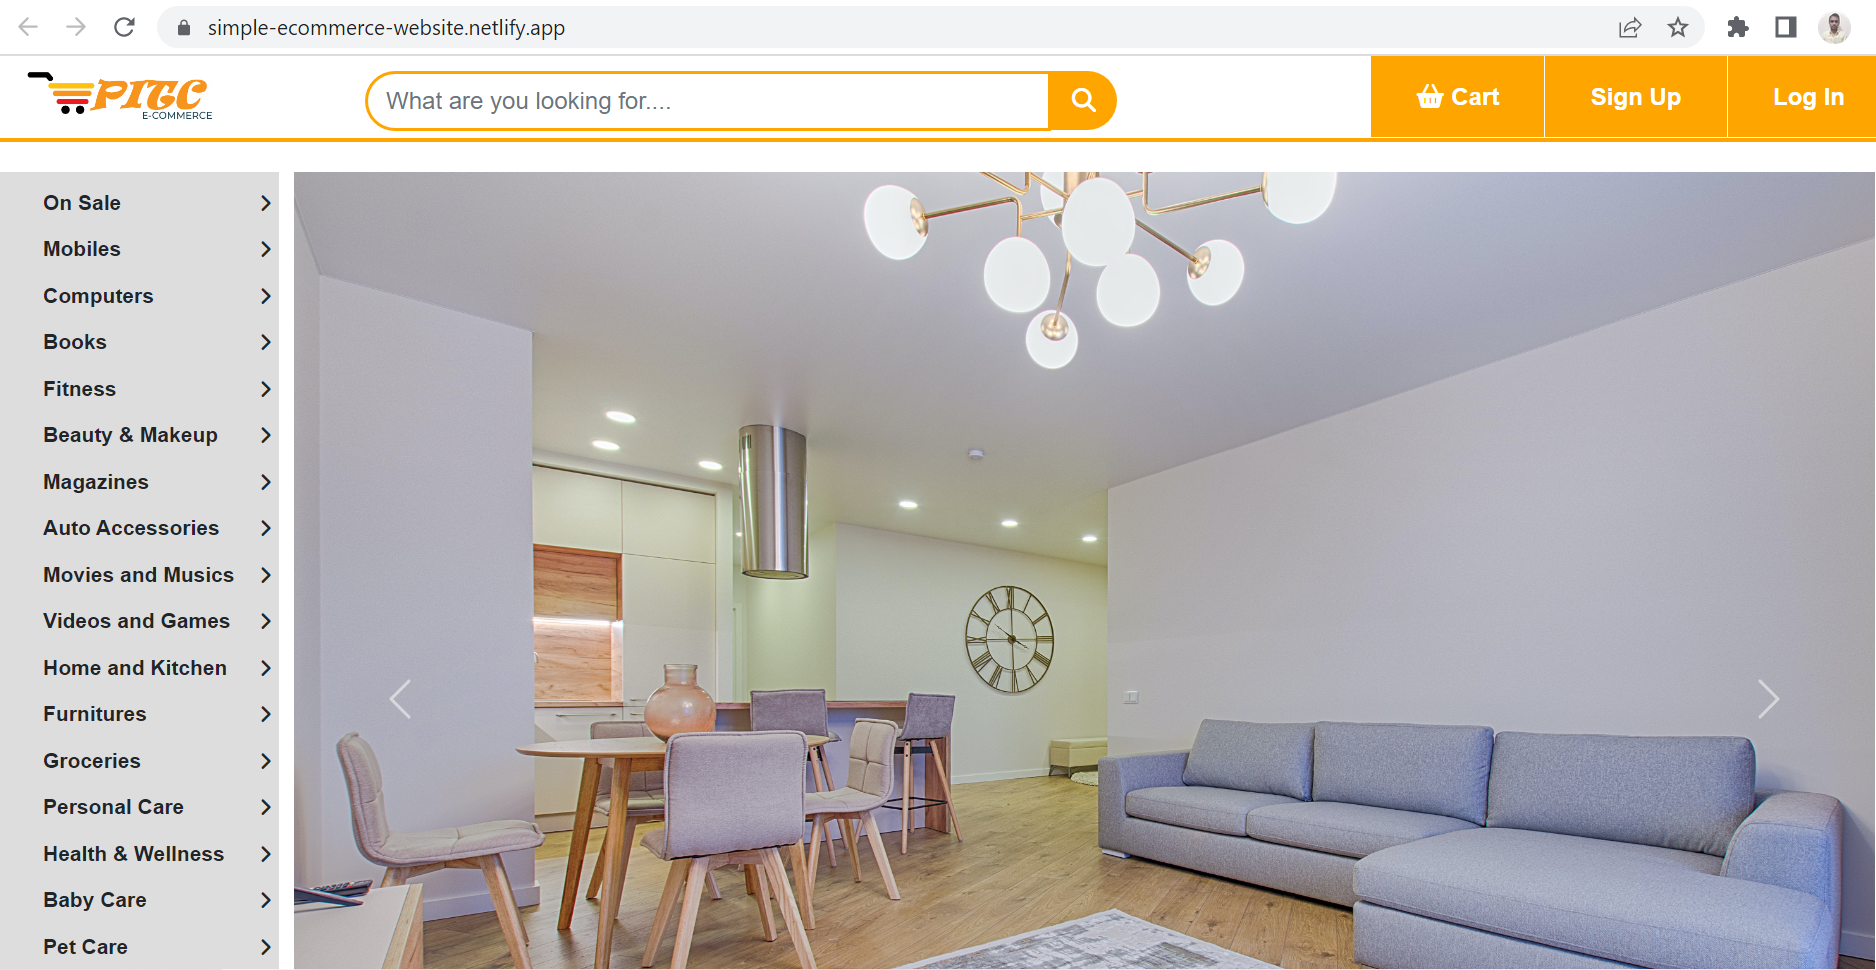 simple-ecommerce-website.netlify.app
PITC
E-COMMERCE
What are you looking for....
Cart
Sign Up
Log In
On Sale
Mobiles
Computers
Books
Fitness
Beauty & Makeup
Magazines
Auto Accessories
Movies and Musics
Videos and Games
Home and Kitchen
Furnitures
Groceries
Personal Care
Health & Wellness
Baby Care
Pet Care